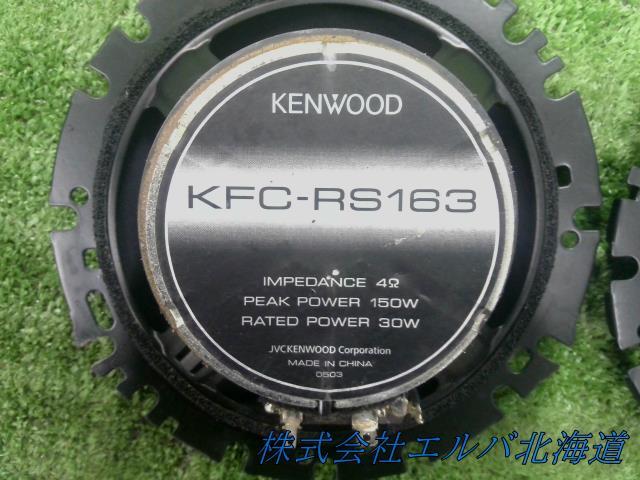 KENWOOD
KFC-RS163
IMPEDANCE 4Ω
PEAK POWER 150W
RATED POWER 30W
JVCKENWOOD Corporation
MADE IN CHINA
0503
株式会社エルバ北海道